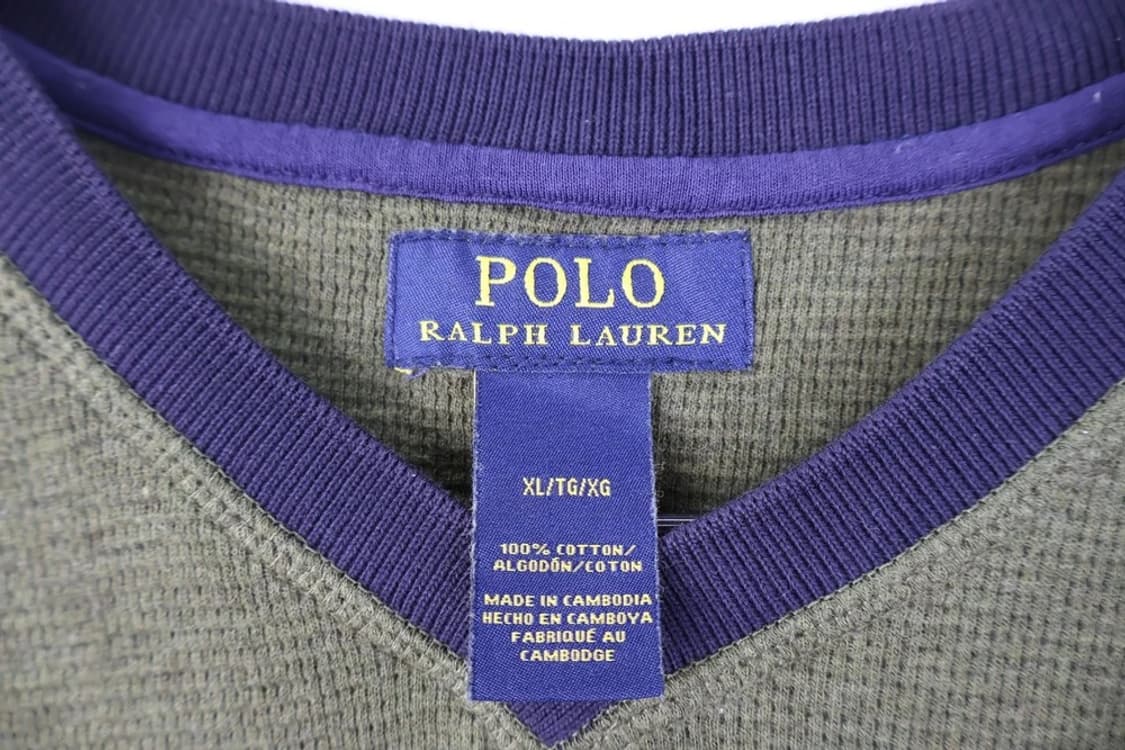 POLO
RALPH LAUREN
XL/TG/XG
100% COTTON/
ALGODÓN/COTON
MADE IN CAMBODIA
HECHO EN CAMBOYA
FABRIQUÉ AU
CAMBODGE